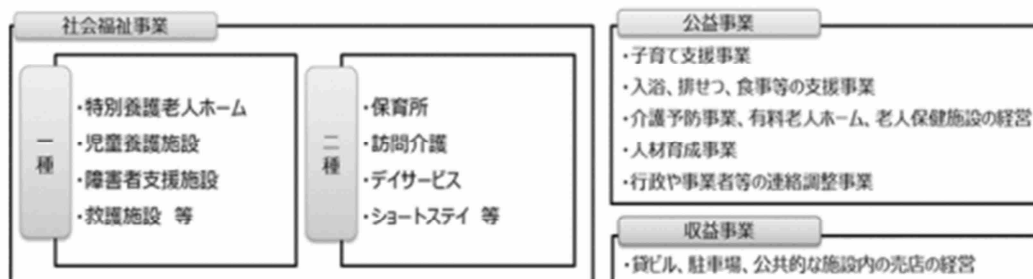 社会福祉事業
一種
・特別養護老人ホーム
・児童養護施設
・障害者支援施設
・救護施設 等
二種
・保育所
・訪問介護
・デイサービス
・ショートステイ 等
公益事業
・子育て支援事業
・入浴、排せつ、食事等の支援事業
・介護予防事業、有料老人ホーム、老人保健施設の経営
・人材育成事業
・行政や事業者等の連絡調整事業
収益事業
・貸ビル、駐車場、公共的な施設内の売店の経営